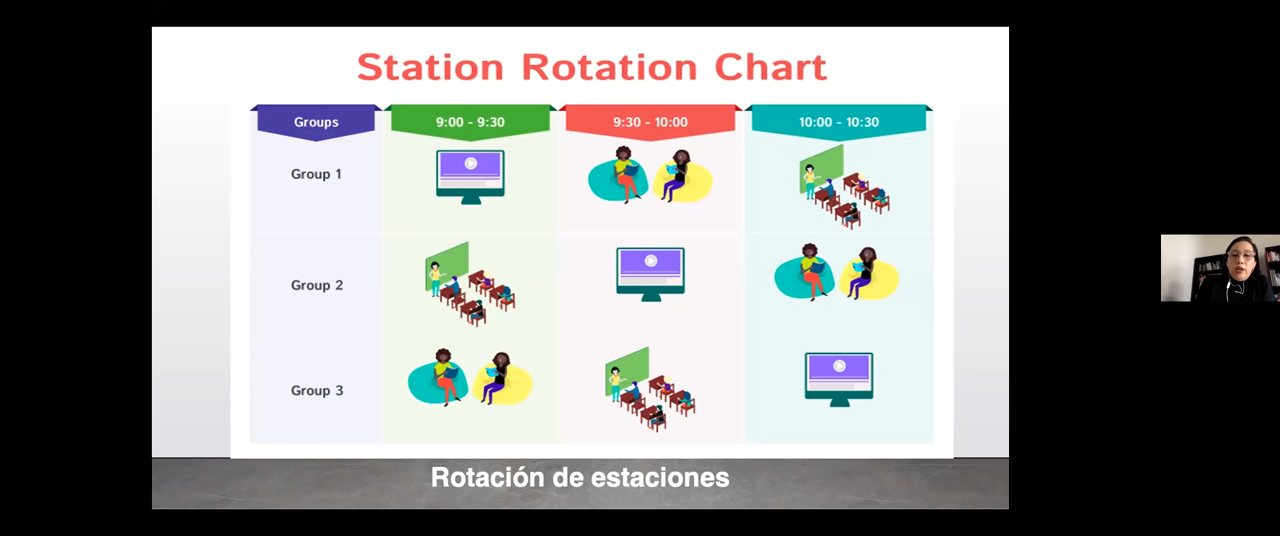 Station Rotation Chart
Groups
9:00 - 9:30
9:30 - 10:00
10:00 - 10:30
Group 1
Group 2
Group 3
Rotación de estaciones